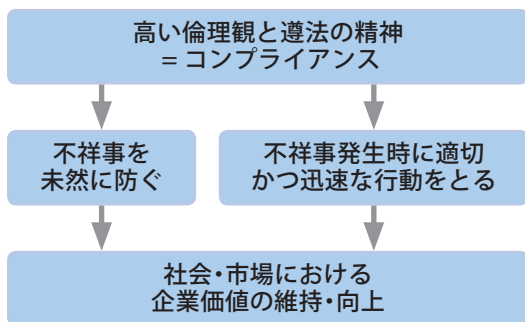 高い倫理観と遵法の精神
= コンプライアンス
不祥事を
未然に防ぐ
不祥事発生時に適切
かつ迅速な行動をとる
社会・市場における
企業価値の維持・向上